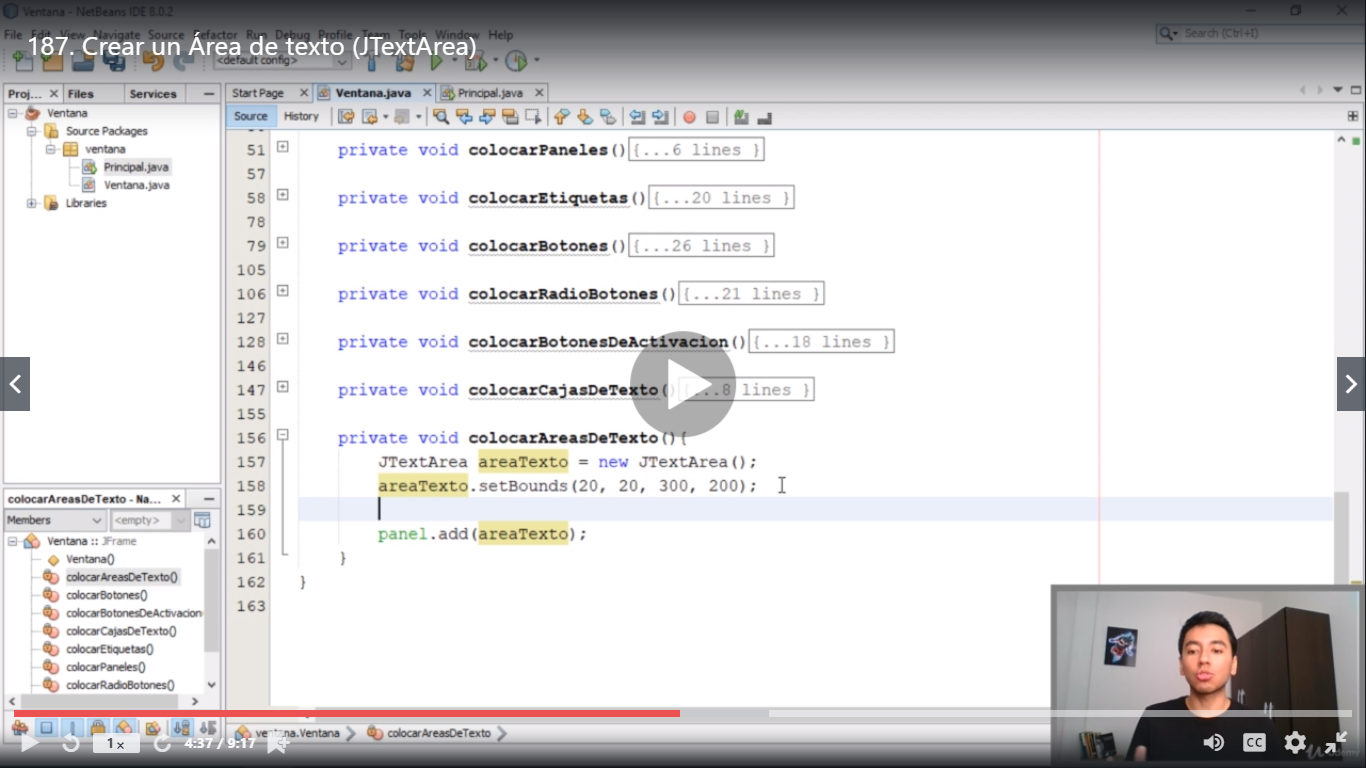 Ventana - NetBeans IDE 8.0.2
File Edit View Navigate Source Refactor Run Debug Profile Team Tools Window Help
Search (Ctrl+I)
187. Crear un Área de texto (JTextArea)
<default config>
Proj... Files Services
Start Page Ventana.java Principal.java
Source History
Ventana
Source Packages
ventana
Principal.java
Ventana.java
Libraries
51 private void colocarPaneles() {...6 lines }
57
58 private void colocarEtiquetas() {...20 lines }
78
79 private void colocarBotones() {...26 lines }
105
106 private void colocarRadioBotones() {...21 lines }
127
128 private void colocarBotonesDeActivacion() {...18 lines }
146
147 private void colocarCajasDeTexto() {...8 lines }
155
156 private void colocarAreasDeTexto(){
157 JTextArea areaTexto = new JTextArea();
158 areaTexto.setBounds(20, 20, 300, 200);
159
160 panel.add(areaTexto);
161 }
162 }
163
colocarAreasDeTexto - Na...
Members <empty>
Ventana :: JFrame
Ventana()
colocarAreasDeTexto()
colocarBotones()
colocarBotonesDeActivacion
colocarCajasDeTexto()
colocarEtiquetas()
colocarPaneles()
colocarRadioBotones()
ventana.Ventana colocarAreasDeTexto
1x 4:37 / 9:17 CC